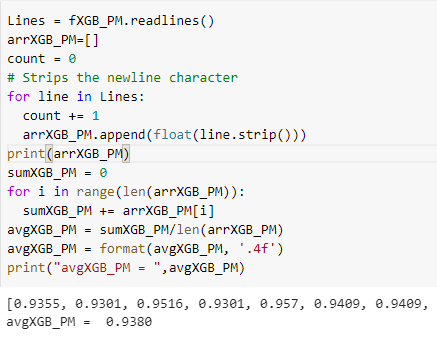 Lines = fXGB_PM.readlines()
arrXGB_PM=[]
count = 0
# Strips the newline character
for line in Lines:
  count += 1
  arrXGB_PM.append(float(line.strip()))
print(arrXGB_PM)
sumXGB_PM = 0
for i in range(len(arrXGB_PM)):
  sumXGB_PM += arrXGB_PM[i]
avgXGB_PM = sumXGB_PM/len(arrXGB_PM)
avgXGB_PM = format(avgXGB_PM, '.4f')
print("avgXGB_PM = ",avgXGB_PM)
[0.9355, 0.9301, 0.9516, 0.9301, 0.957, 0.9409, 0.9409,
avgXGB_PM =  0.9380